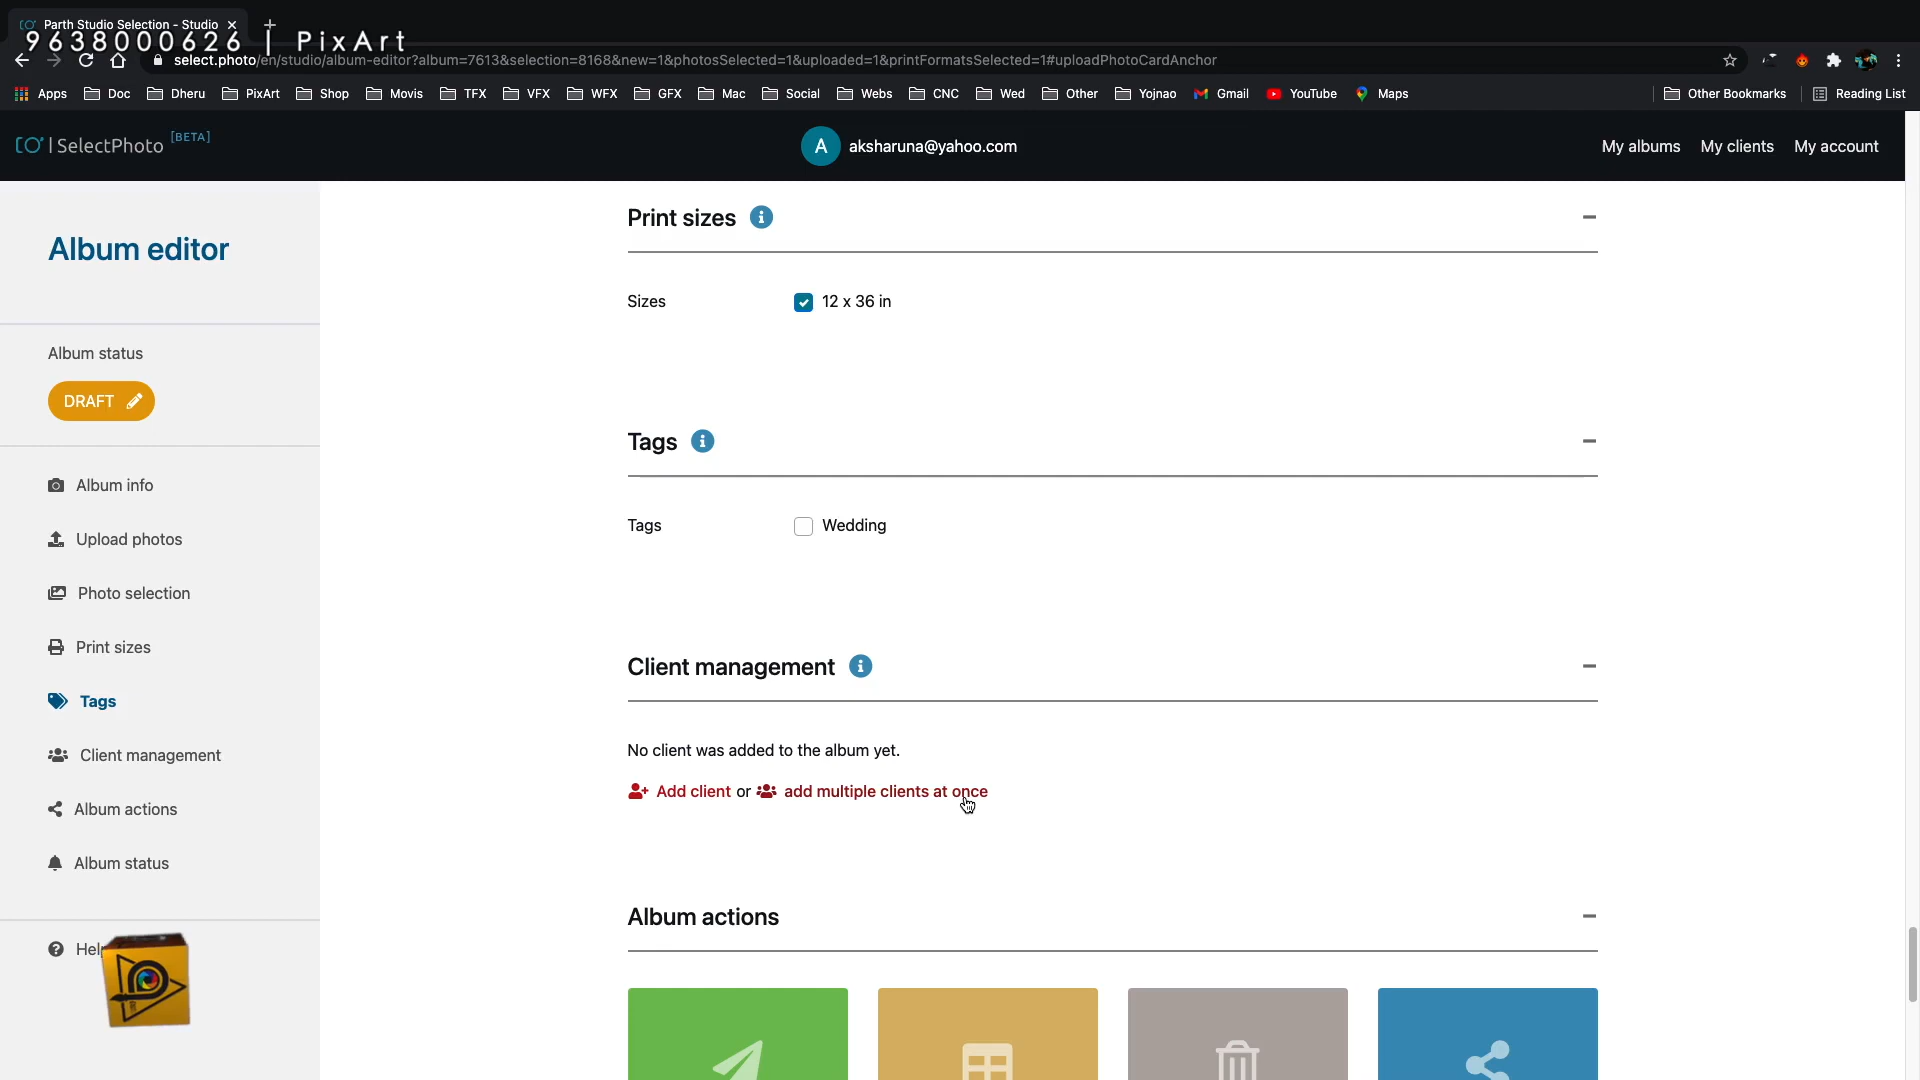 Parth Studio Selection - Studio
9638000626 | PixArt
select.photo/en/studio/album-editor?album=7613&selection=8168&new=1&photosSelected=1&uploaded=1&printFormatsSelected=1#uploadPhotoCardAnchor
Apps Doc Dheru PixArt Shop Movis TFX VFX WFX GFX Mac Social Webs CNC Wed Other Yojnao Gmail YouTube Maps Other Bookmarks Reading List
SelectPhoto [BETA]
A aksharuna@yahoo.com
My albums My clients My account
Album editor
Album status
DRAFT
Album info
Upload photos
Photo selection
Print sizes
Tags
Client management
Album actions
Album status
Print sizes
Sizes 12 x 36 in
Tags
Tags Wedding
Client management
No client was added to the album yet.
Add client or add multiple clients at once
Album actions